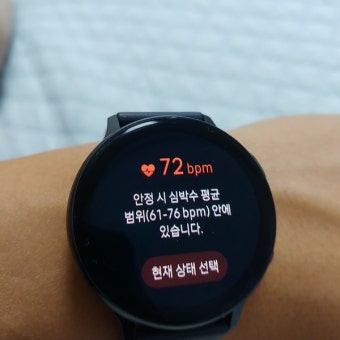 72 bpm
안정 시 심박수 평균
범위(61-76 bpm) 안에
있습니다.
현재 상태 선택